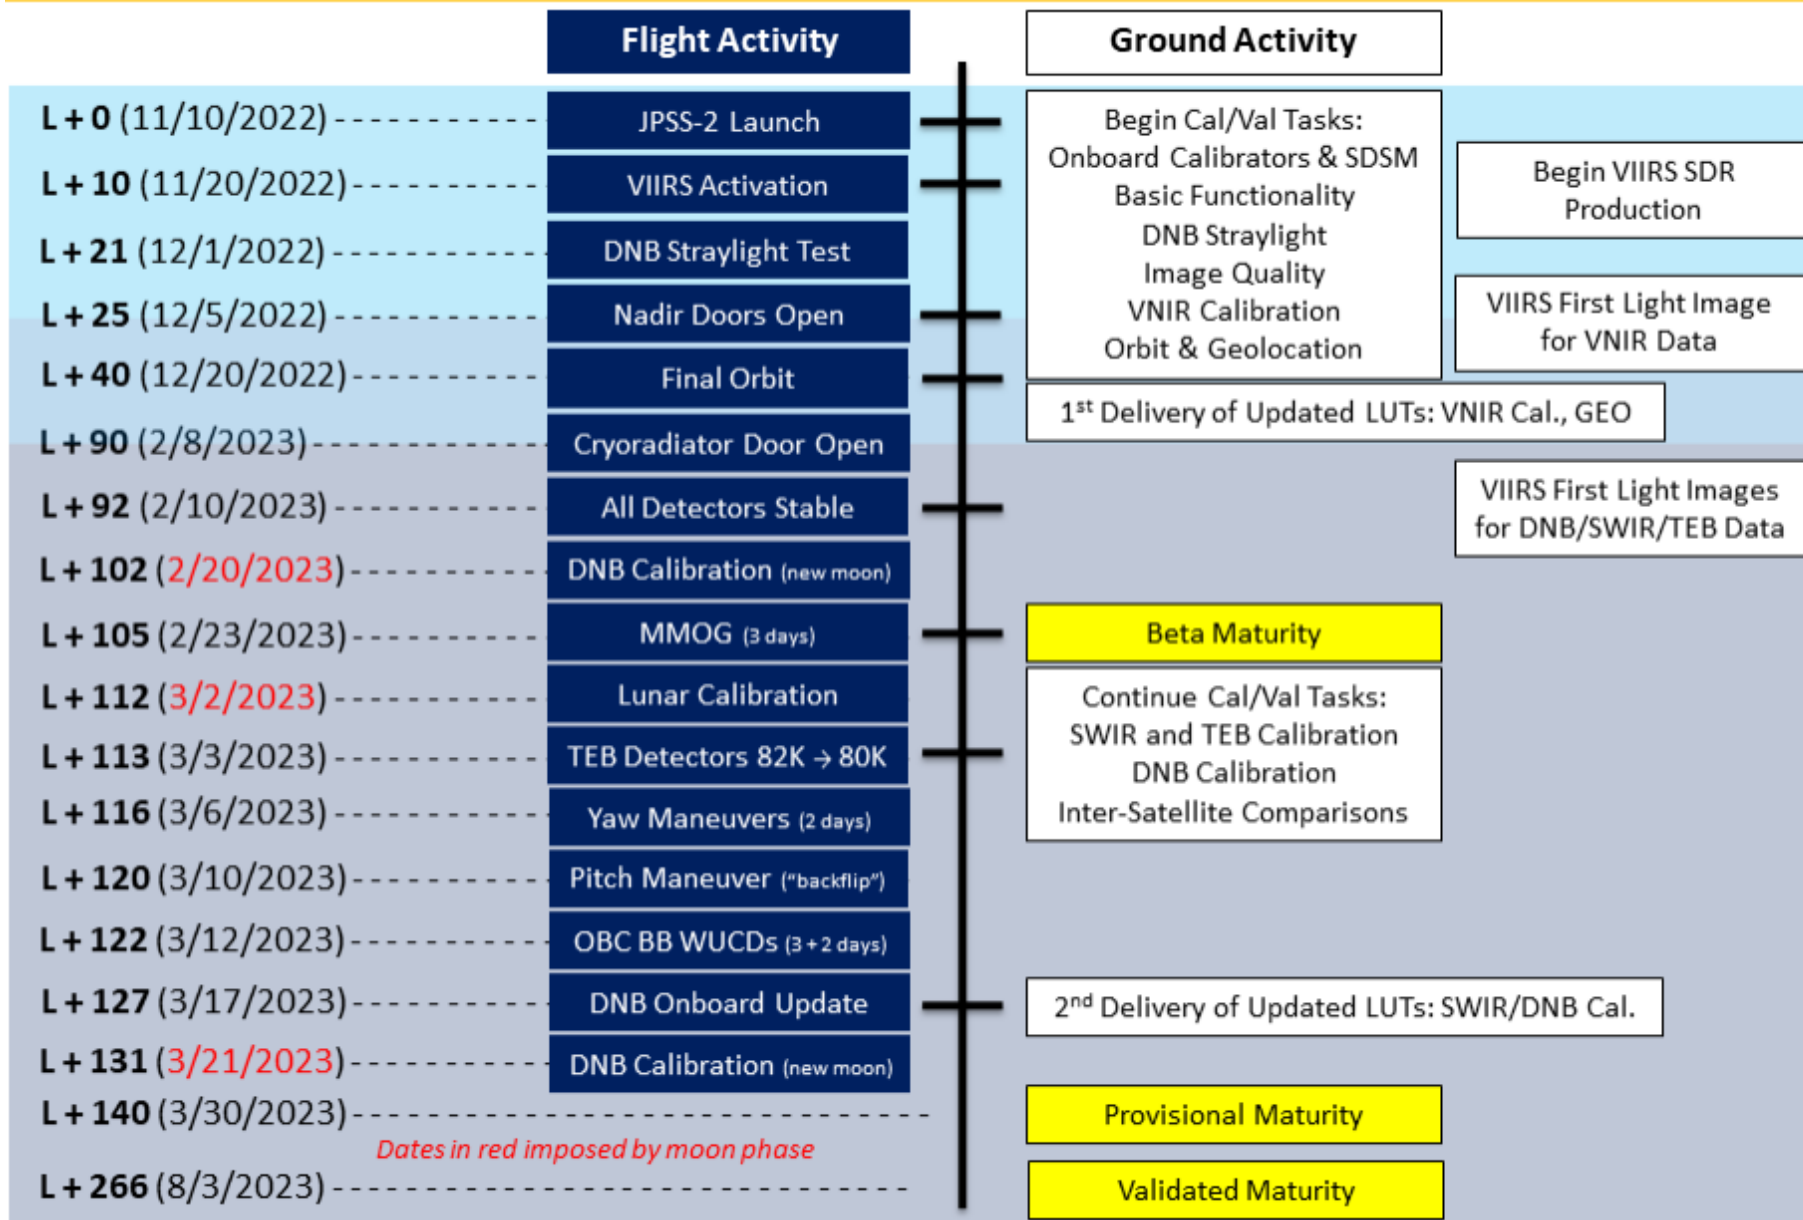 Flight Activity
Ground Activity
L + 0 (11/10/2022)
JPSS-2 Launch
L + 10 (11/20/2022)
VIIRS Activation
L + 21 (12/1/2022)
DNB Straylight Test
L + 25 (12/5/2022)
Nadir Doors Open
L + 40 (12/20/2022)
Final Orbit
L + 90 (2/8/2023)
Cryoradiator Door Open
L + 92 (2/10/2023)
All Detectors Stable
L + 102 (2/20/2023)
DNB Calibration (new moon)
L + 105 (2/23/2023)
MMOG (3 days)
L + 112 (3/2/2023)
Lunar Calibration
L + 113 (3/3/2023)
TEB Detectors 82K → 80K
L + 116 (3/6/2023)
Yaw Maneuvers (2 days)
L + 120 (3/10/2023)
Pitch Maneuver ("backflip")
L + 122 (3/12/2023)
OBC BB WUCDs (3 + 2 days)
L + 127 (3/17/2023)
DNB Onboard Update
L + 131 (3/21/2023)
DNB Calibration (new moon)
L + 140 (3/30/2023)
Dates in red imposed by moon phase
L + 266 (8/3/2023)
Begin Cal/Val Tasks:
Onboard Calibrators & SDSM
Basic Functionality
DNB Straylight
Image Quality
VNIR Calibration
Orbit & Geolocation
Begin VIIRS SDR
Production
VIIRS First Light Image
for VNIR Data
1st Delivery of Updated LUTs: VNIR Cal., GEO
VIIRS First Light Images
for DNB/SWIR/TEB Data
Beta Maturity
Continue Cal/Val Tasks:
SWIR and TEB Calibration
DNB Calibration
Inter-Satellite Comparisons
2nd Delivery of Updated LUTs: SWIR/DNB Cal.
Provisional Maturity
Validated Maturity